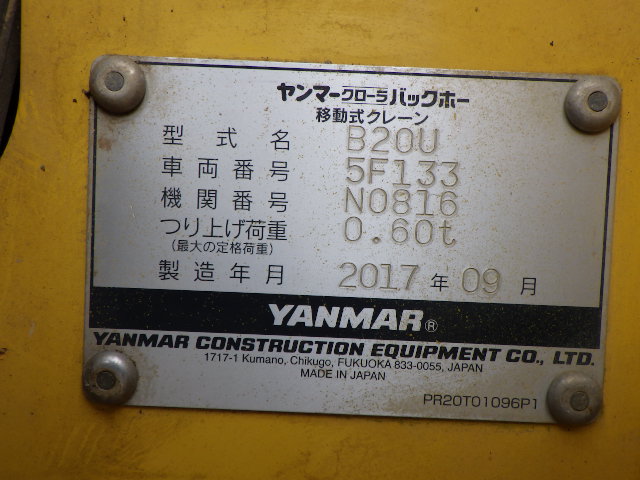 ヤンマークローラバックホー
移動式クレーン
型式名 B20U
車両番号 5F133
機関番号 N0816
つり上げ荷重 0.60t
(最大の定格荷重)
製造年月 2017年09月
YANMAR®
YANMAR CONSTRUCTION EQUIPMENT CO., LTD.
1717-1 Kumano, Chikugo, FUKUOKA 833-0055, JAPAN
MADE IN JAPAN
PR20T01096P1